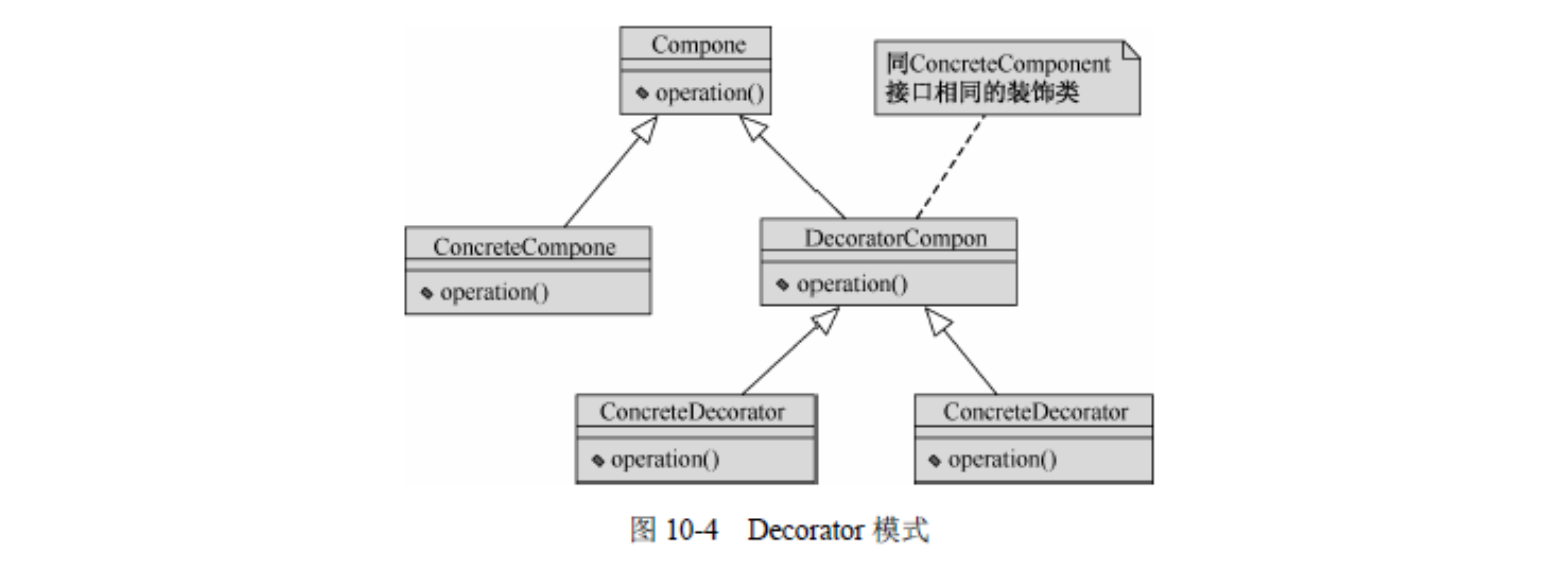 Compone
operation()
同ConcreteComponent
接口相同的装饰类
ConcreteCompone
operation()
DecoratorCompon
operation()
ConcreteDecorator
operation()
ConcreteDecorator
operation()
图 10-4 Decorator 模式